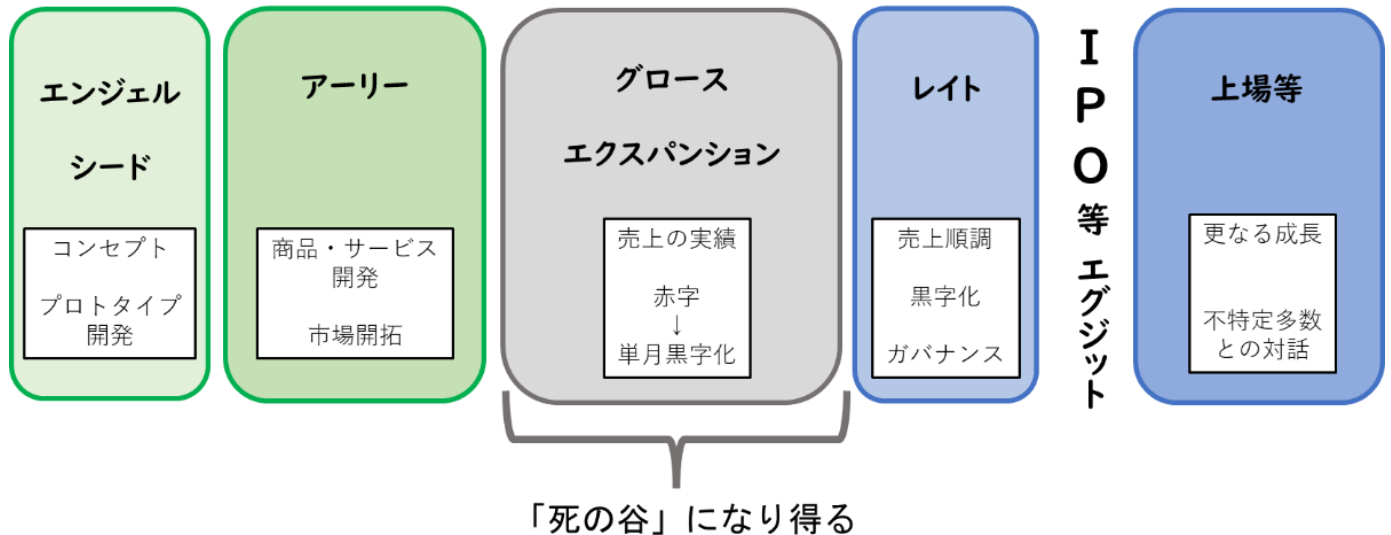 エンジェル
シード
コンセプト
プロトタイプ
開発
アーリー
商品・サービス
開発
市場開拓
グロース
エクスパンション
売上の実績
赤字
↓
単月黒字化
レイト
売上順調
黒字化
ガバナンス
IPO等 エグジット
上場等
更なる成長
不特定多数
との対話
「死の谷」になり得る